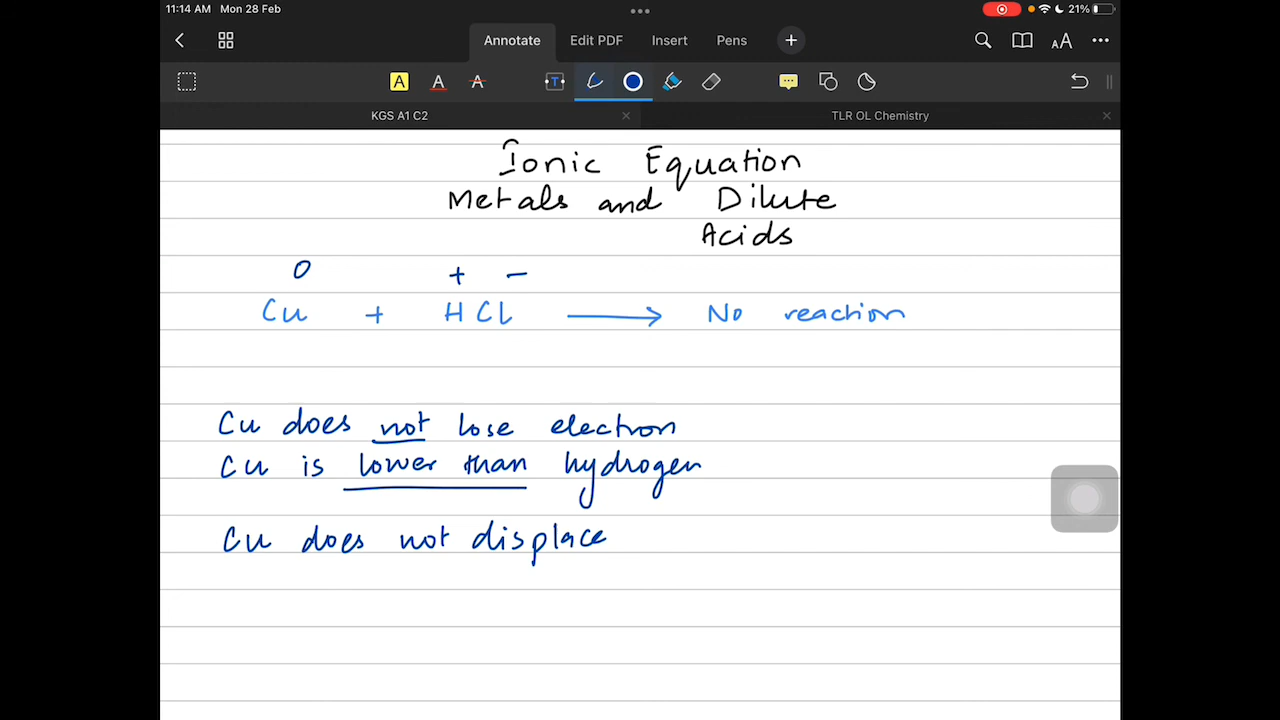 11:14 AM Mon 28 Feb
21%
Annotate Edit PDF Insert Pens
A A A T AA
KGS A1 C2
TLR OL Chemistry
Ionic Equation
Metals and Dilute
Acids
0 + −
Cu + HCl → No reaction
Cu does not lose electron
Cu is lower than hydrogen
Cu does not displace